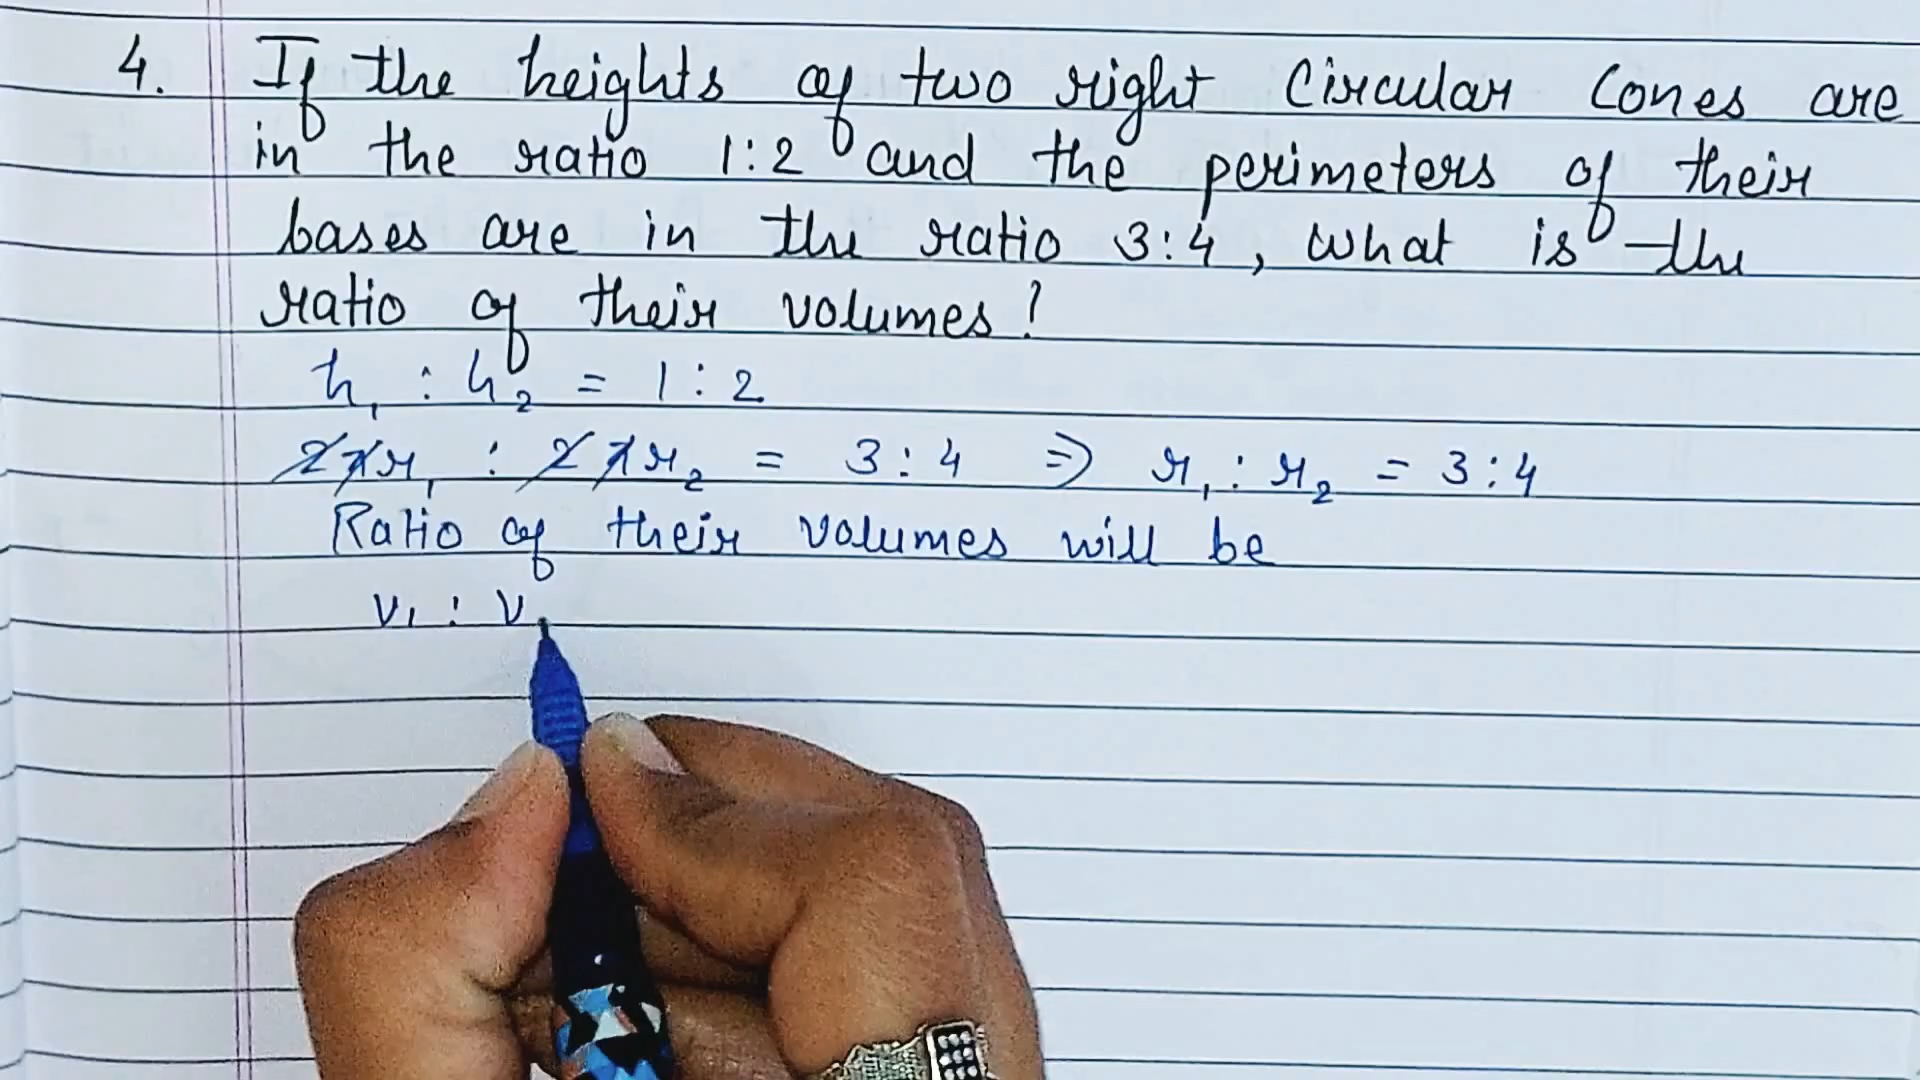 4. If the heights of two right Circular Cones are
in the ratio 1:2 and the perimeters of their
bases are in the ratio 3:4, what is the
ratio of their volumes?
h₁ : h₂ = 1 : 2
2πr₁ : 2πr₂ = 3:4 ⇒ r₁ : r₂ = 3:4
Ratio of their volumes will be
V₁ : V